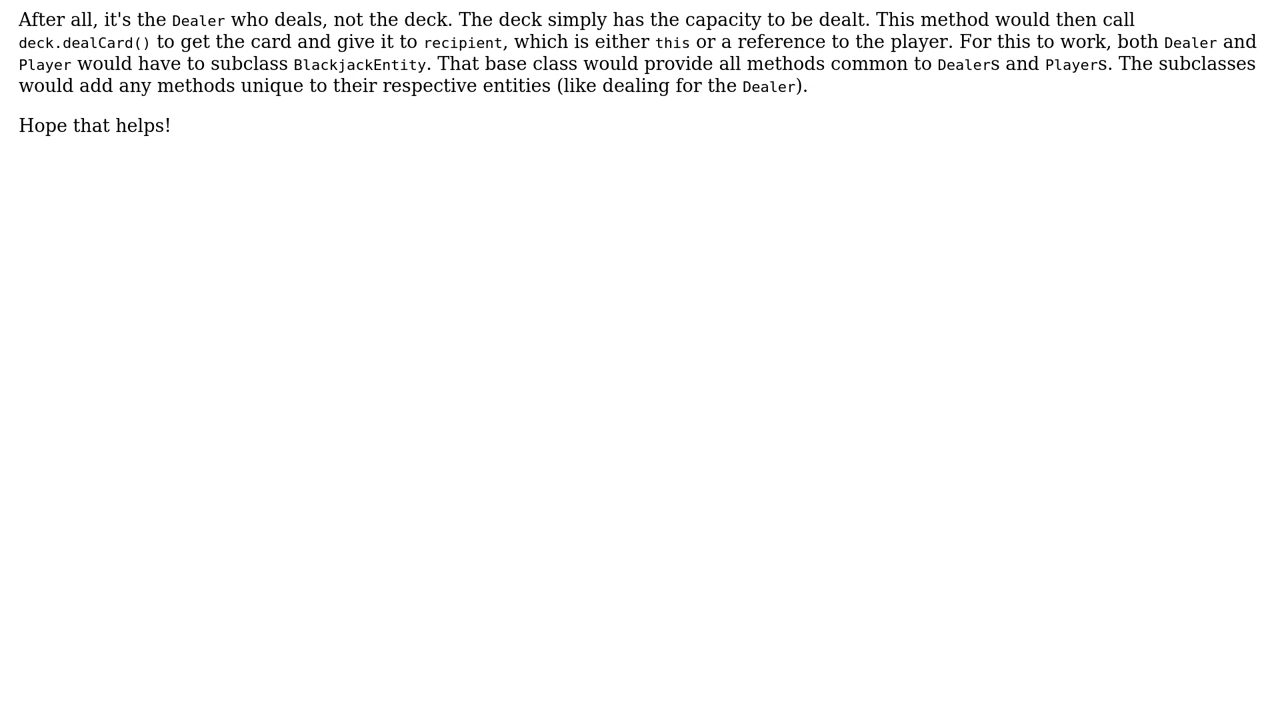 After all, it's the Dealer who deals, not the deck. The deck simply has the capacity to be dealt. This method would then call
deck.dealCard() to get the card and give it to recipient, which is either this or a reference to the player. For this to work, both Dealer and
Player would have to subclass BlackjackEntity. That base class would provide all methods common to Dealers and Players. The subclasses
would add any methods unique to their respective entities (like dealing for the Dealer).
Hope that helps!